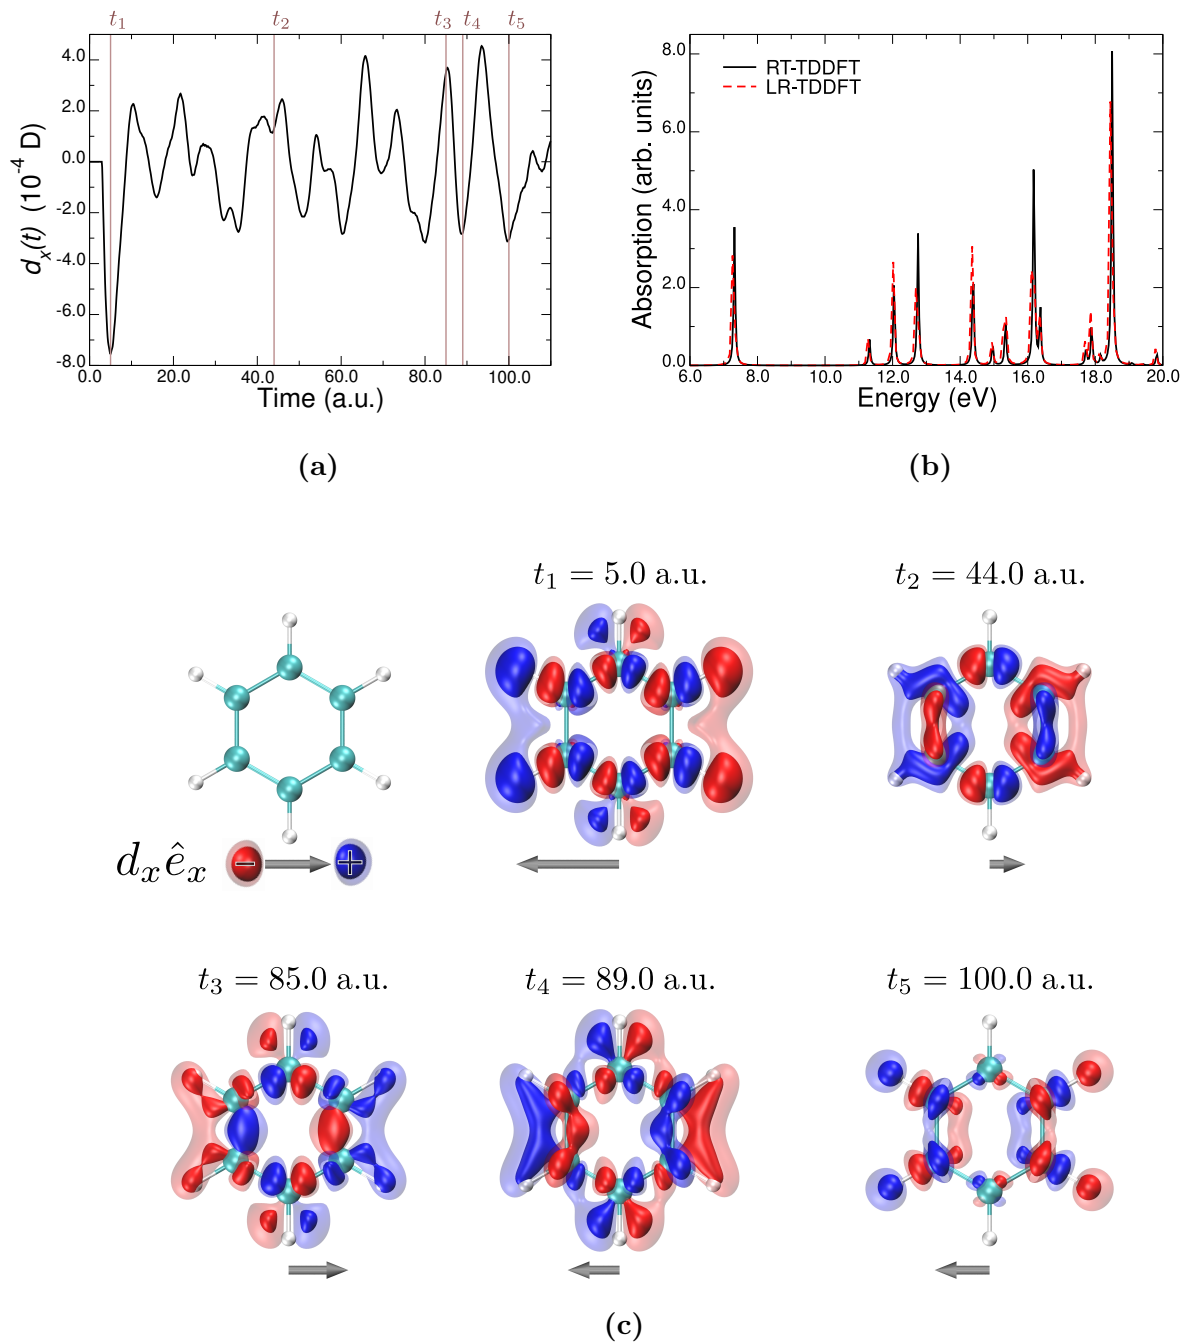 t₁ t₂ t₃ t₄ t₅
4.0
2.0
0.0
-2.0
-4.0
-6.0
-8.0
d_x(t) (10⁻⁴ D)
0.0 20.0 40.0 60.0 80.0 100.0
Time (a.u.)
(a)
8.0
6.0
4.0
2.0
0.0
Absorption (arb. units)
RT-TDDFT
LR-TDDFT
6.0 8.0 10.0 12.0 14.0 16.0 18.0 20.0
Energy (eV)
(b)
t₁ = 5.0 a.u.
t₂ = 44.0 a.u.
d_x ê_x − +
t₃ = 85.0 a.u.
t₄ = 89.0 a.u.
t₅ = 100.0 a.u.
(c)